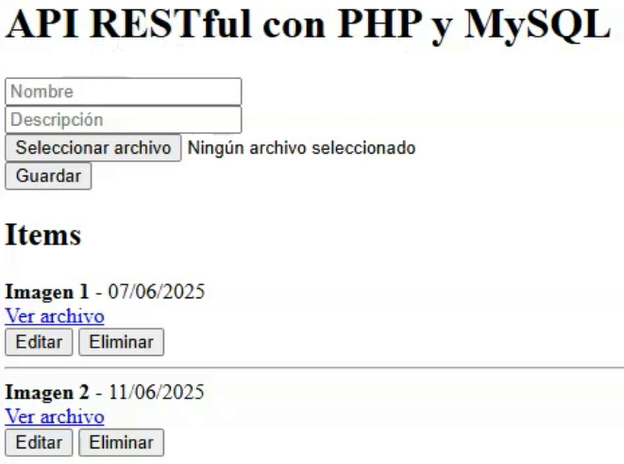 API RESTful con PHP y MySQL
Nombre
Descripción
Seleccionar archivo Ningún archivo seleccionado
Guardar
Items
Imagen 1 - 07/06/2025
Ver archivo
Editar Eliminar
Imagen 2 - 11/06/2025
Ver archivo
Editar Eliminar